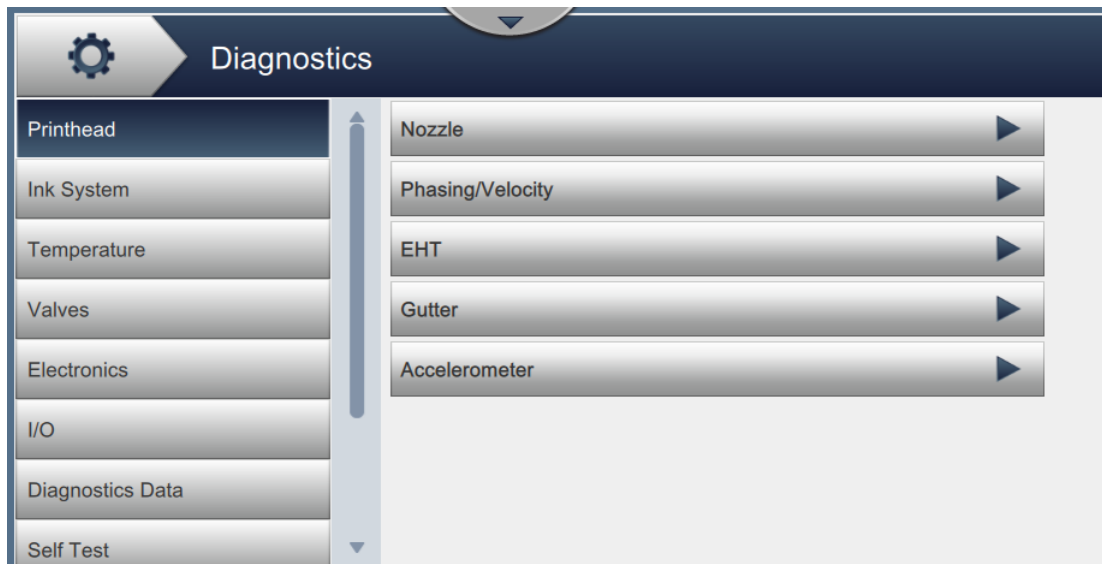 Diagnostics
Printhead
Ink System
Temperature
Valves
Electronics
I/O
Diagnostics Data
Self Test
Nozzle
Phasing/Velocity
EHT
Gutter
Accelerometer